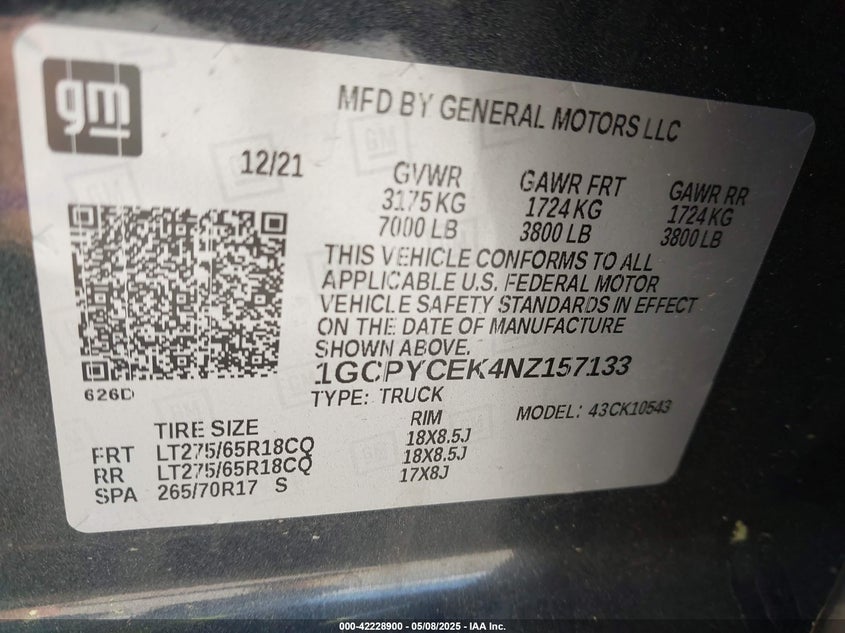 gm
MFD BY GENERAL MOTORS LLC
12/21
GVWR
3175 KG
7000 LB
GAWR FRT
1724 KG
3800 LB
GAWR RR
1724 KG
3800 LB
THIS VEHICLE CONFORMS TO ALL
APPLICABLE U.S. FEDERAL MOTOR
VEHICLE SAFETY STANDARDS IN EFFECT
ON THE DATE OF MANUFACTURE
SHOWN ABOVE.
1GCPYCEK4NZ157133
TYPE: TRUCK
MODEL: 43CK10543
626D
TIRE SIZE RIM
FRT LT275/65R18CQ 18X8.5J
RR LT275/65R18CQ 18X8.5J
SPA 265/70R17 S 17X8J
000-42228900 - 05/08/2025 - IAA Inc.